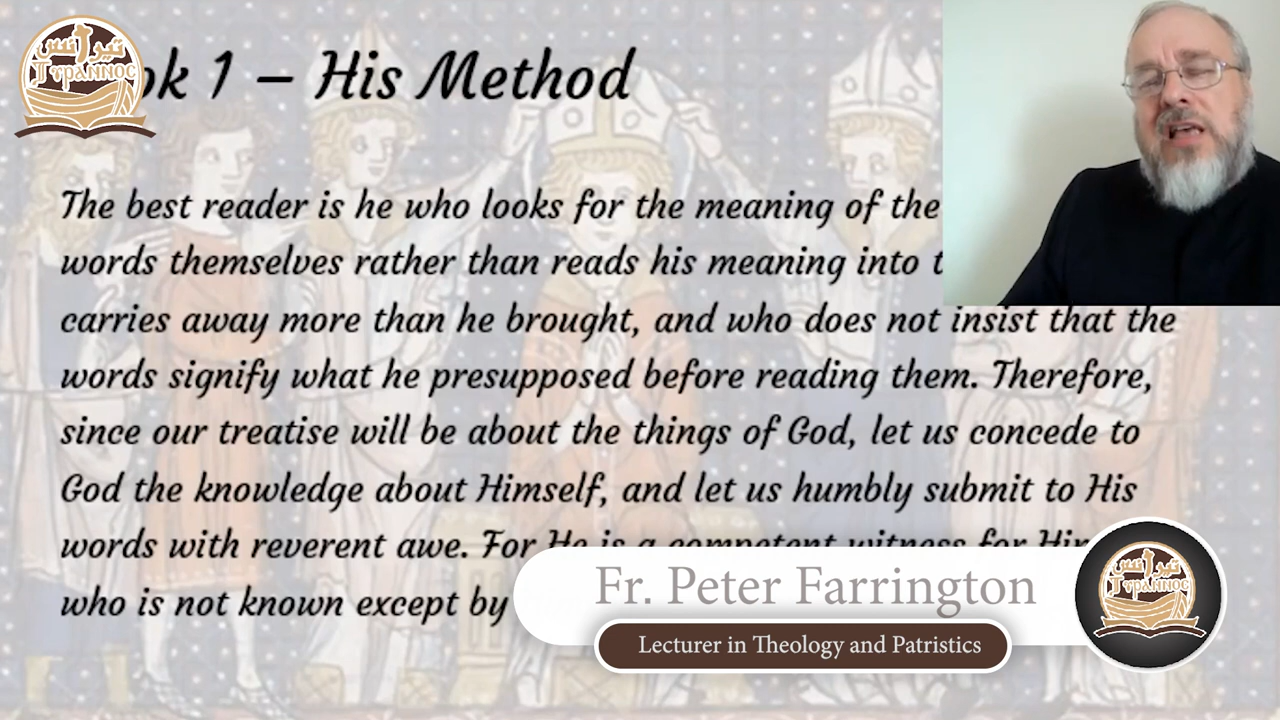 تيرانس
Τυραννος
ok 1 – His Method
The best reader is he who looks for the meaning of the
words themselves rather than reads his meaning into
carries away more than he brought, and who does not insist that the
words signify what he presupposed before reading them. Therefore,
since our treatise will be about the things of God, let us concede to
God the knowledge about Himself, and let us humbly submit to His
words with reverent awe. For He is a competent witness for
who is not known except by
Fr. Peter Farrington
Lecturer in Theology and Patristics
تيرانس
Τυραννος